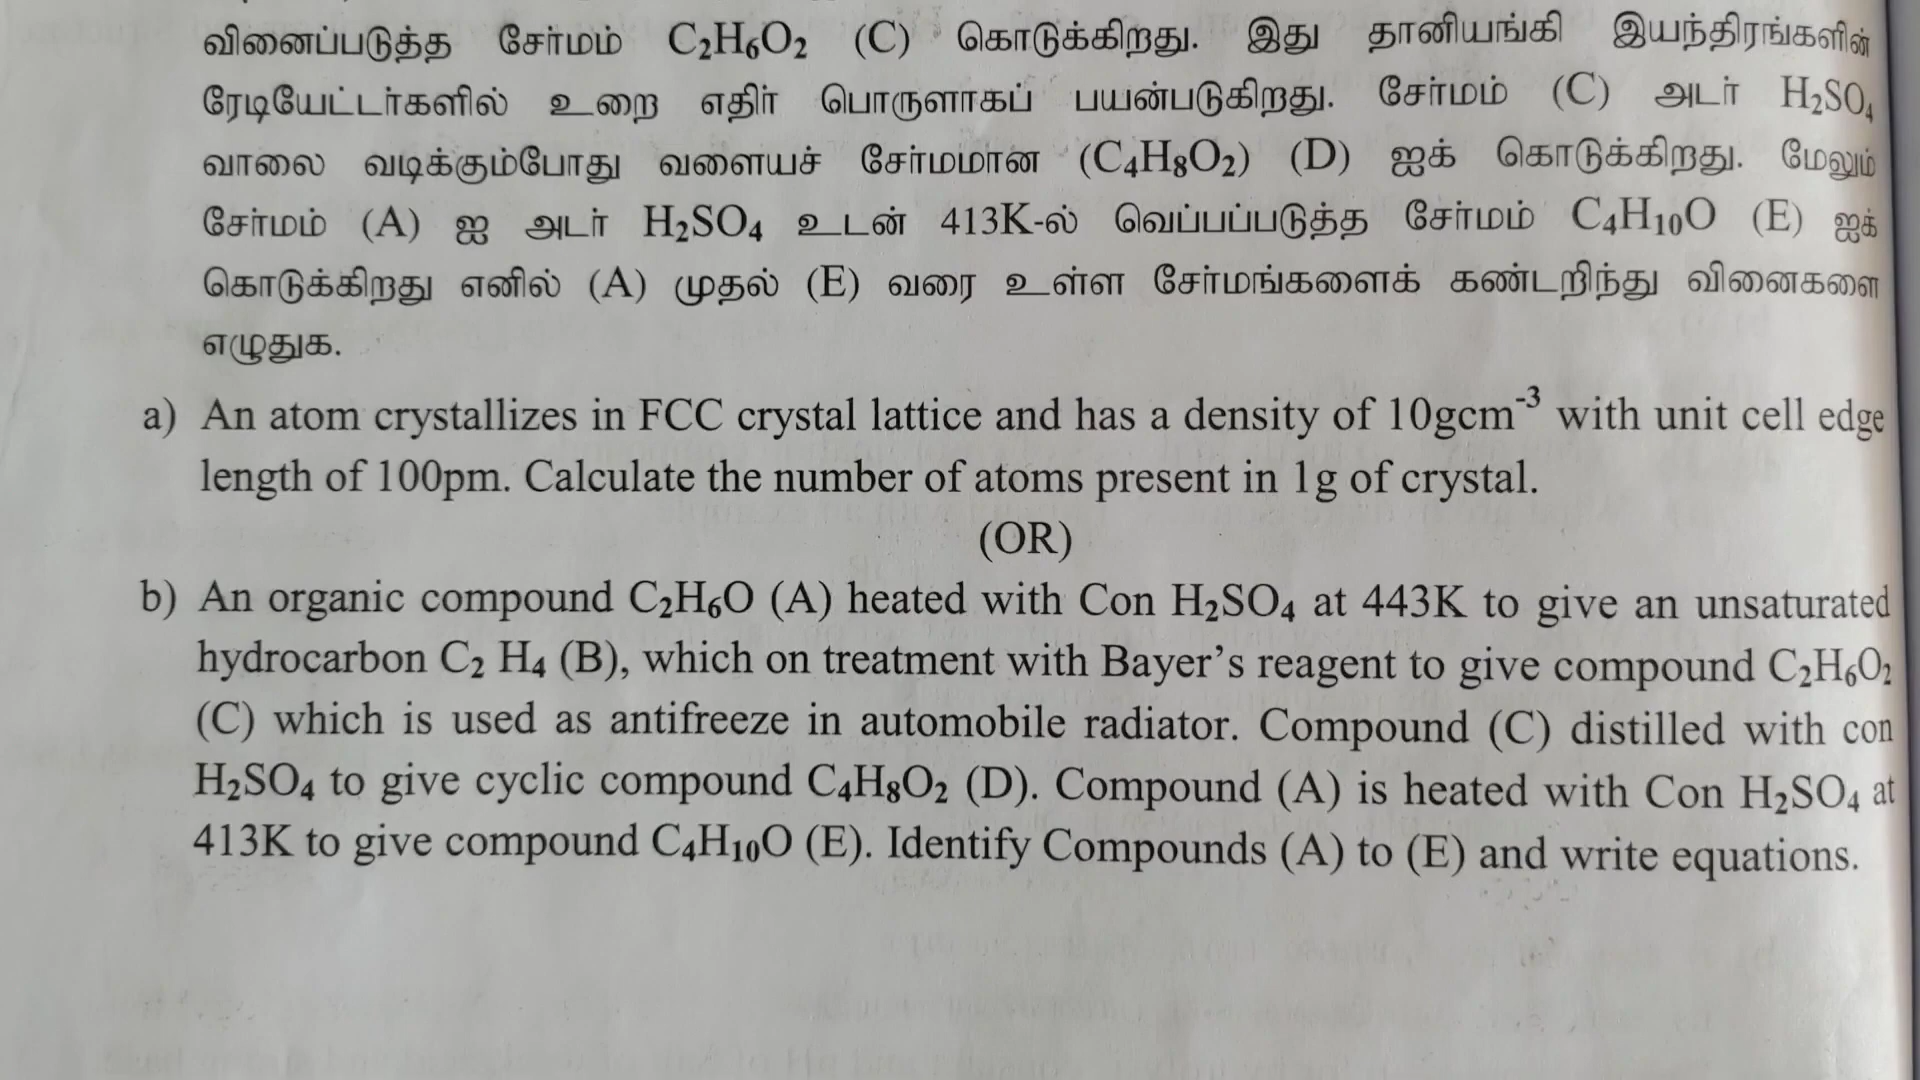 வினைப்படுத்த சேர்மம் C₂H₆O₂ (C) கொடுக்கிறது. இது தானியங்கி இயந்திரங்களின்
ரேடியேட்டர்களில் உறை எதிர் பொருளாகப் பயன்படுகிறது. சேர்மம் (C) அடர் H₂SO₄
வாலை வடிக்கும்போது வளையச் சேர்மமான (C₄H₈O₂) (D) ஐக் கொடுக்கிறது. மேலும்
சேர்மம் (A) ஐ அடர் H₂SO₄ உடன் 413K-ல் வெப்பப்படுத்த சேர்மம் C₄H₁₀O (E) ஐக்
கொடுக்கிறது எனில் (A) முதல் (E) வரை உள்ள சேர்மங்களைக் கண்டறிந்து வினைகளை
எழுதுக.
a) An atom crystallizes in FCC crystal lattice and has a density of 10gcm⁻³ with unit cell edge
length of 100pm. Calculate the number of atoms present in 1g of crystal.
(OR)
b) An organic compound C₂H₆O (A) heated with Con H₂SO₄ at 443K to give an unsaturated
hydrocarbon C₂ H₄ (B), which on treatment with Bayer’s reagent to give compound C₂H₆O₂
(C) which is used as antifreeze in automobile radiator. Compound (C) distilled with con
H₂SO₄ to give cyclic compound C₄H₈O₂ (D). Compound (A) is heated with Con H₂SO₄ at
413K to give compound C₄H₁₀O (E). Identify Compounds (A) to (E) and write equations.